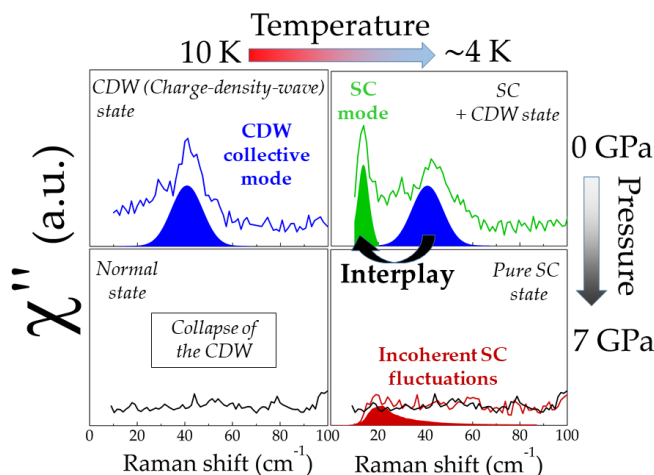 Temperature
10 K
~4 K
CDW (Charge-density-wave)
state
CDW
collective
mode
SC
mode
SC
+ CDW state
0 GPa
Pressure
7 GPa
χ'' (a.u.)
Interplay
Normal
state
Collapse of
the CDW
Pure SC
state
Incoherent SC
fluctuations
0 20 40 60 80 100
20 40 60 80 100
Raman shift (cm⁻¹)
Raman shift (cm⁻¹)